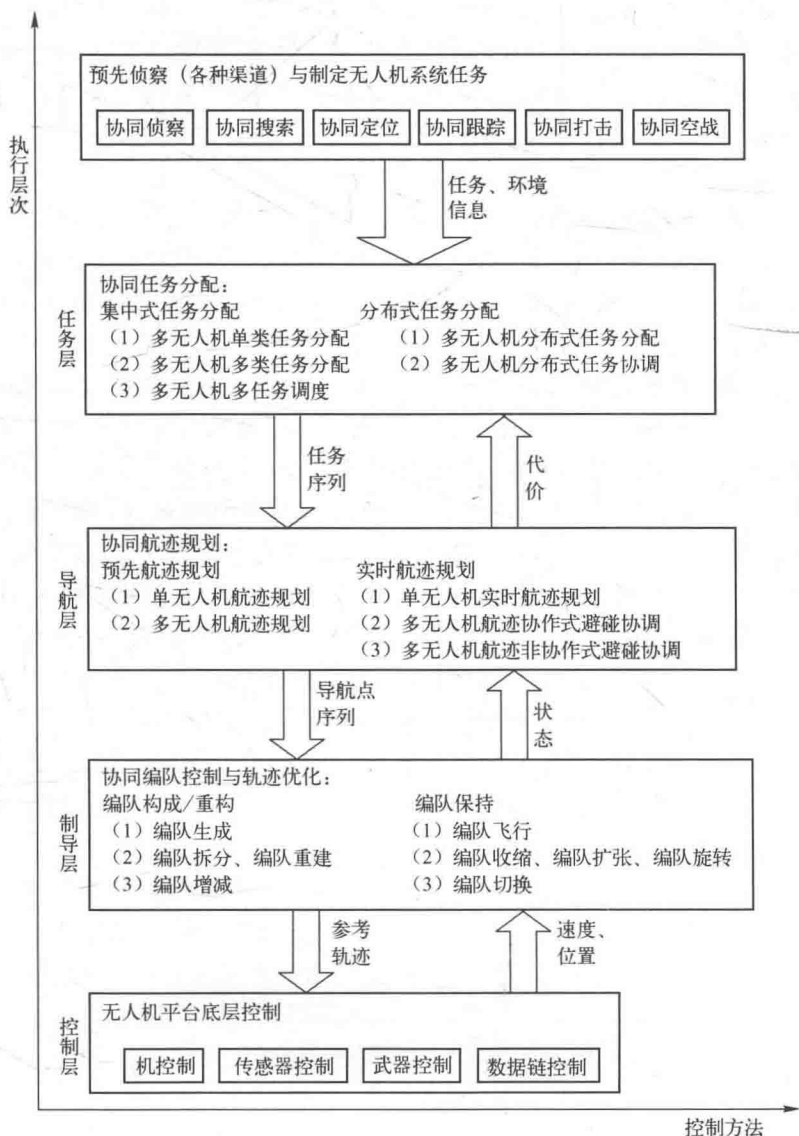 执行层次
预先侦察（各种渠道）与制定无人机系统任务
协同侦察 协同搜索 协同定位 协同跟踪 协同打击 协同空战
任务、环境
信息
任务层
协同任务分配：
集中式任务分配 分布式任务分配
（1）多无人机单类任务分配 （1）多无人机分布式任务分配
（2）多无人机多类任务分配 （2）多无人机分布式任务协调
（3）多无人机多任务调度
任务
序列
代
价
导航层
协同航迹规划：
预先航迹规划 实时航迹规划
（1）单无人机航迹规划 （1）单无人机实时航迹规划
（2）多无人机航迹规划 （2）多无人机航迹协作式避碰协调
（3）多无人机航迹非协作式避碰协调
导航点
序列
状
态
制导层
协同编队控制与轨迹优化：
编队构成/重构 编队保持
（1）编队生成 （1）编队飞行
（2）编队拆分、编队重建 （2）编队收缩、编队扩张、编队旋转
（3）编队增减 （3）编队切换
参考
轨迹
速度、
位置
控制层
无人机平台底层控制
机控制 传感器控制 武器控制 数据链控制
控制方法